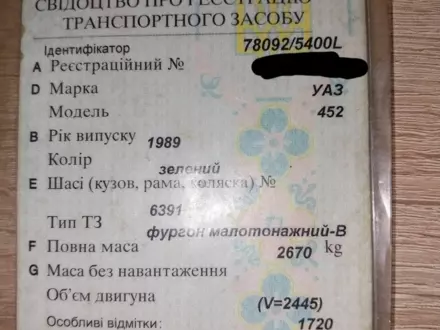 СВІДОЦТВО ПРО РЕЄСТРАЦІЮ
ТРАНСПОРТНОГО ЗАСОБУ
Ідентифікатор 78092/5400L
A Реєстраційний №
D Марка УАЗ
Модель 452
B Рік випуску 1989
Колір зелений
E Шасі (кузов, рама, коляска) №
6391
Тип ТЗ фургон малотонажний-В
F Повна маса 2670 kg
G Маса без навантаження
Об'єм двигуна (V=2445)
Особливі відмітки: 1720